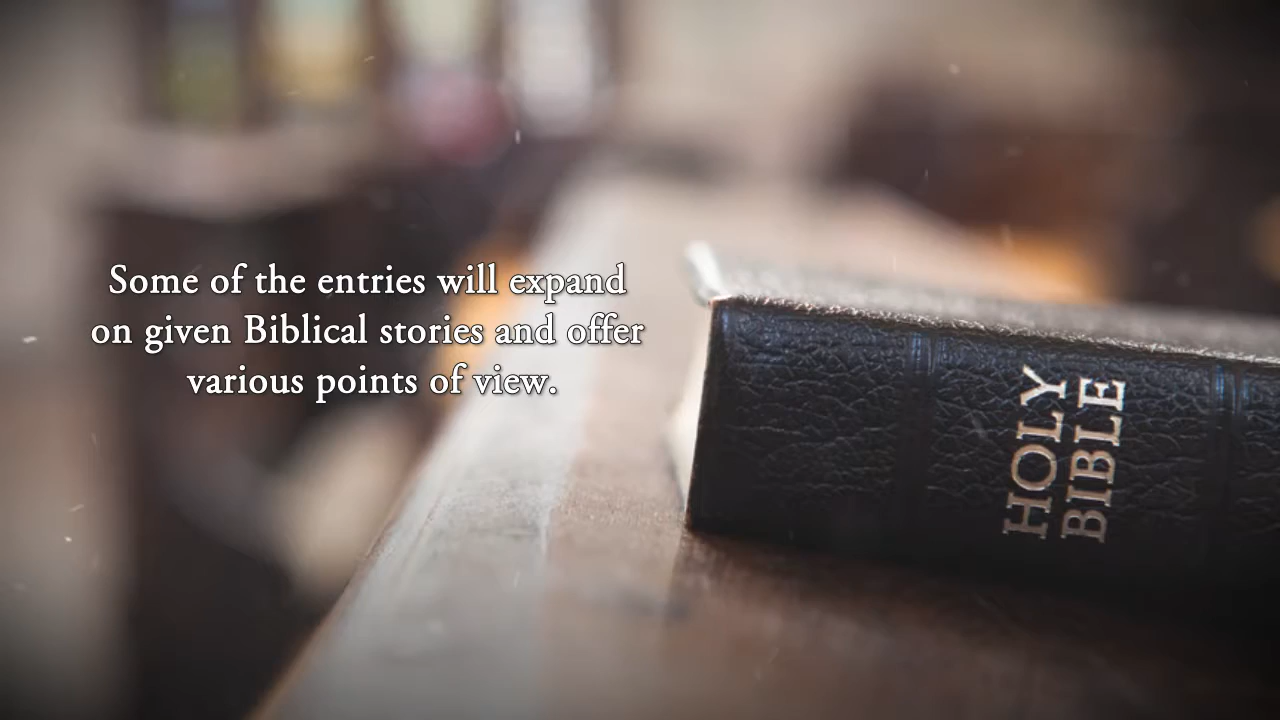 Some of the entries will expand
on given Biblical stories and offer
various points of view.
HOLY
BIBLE